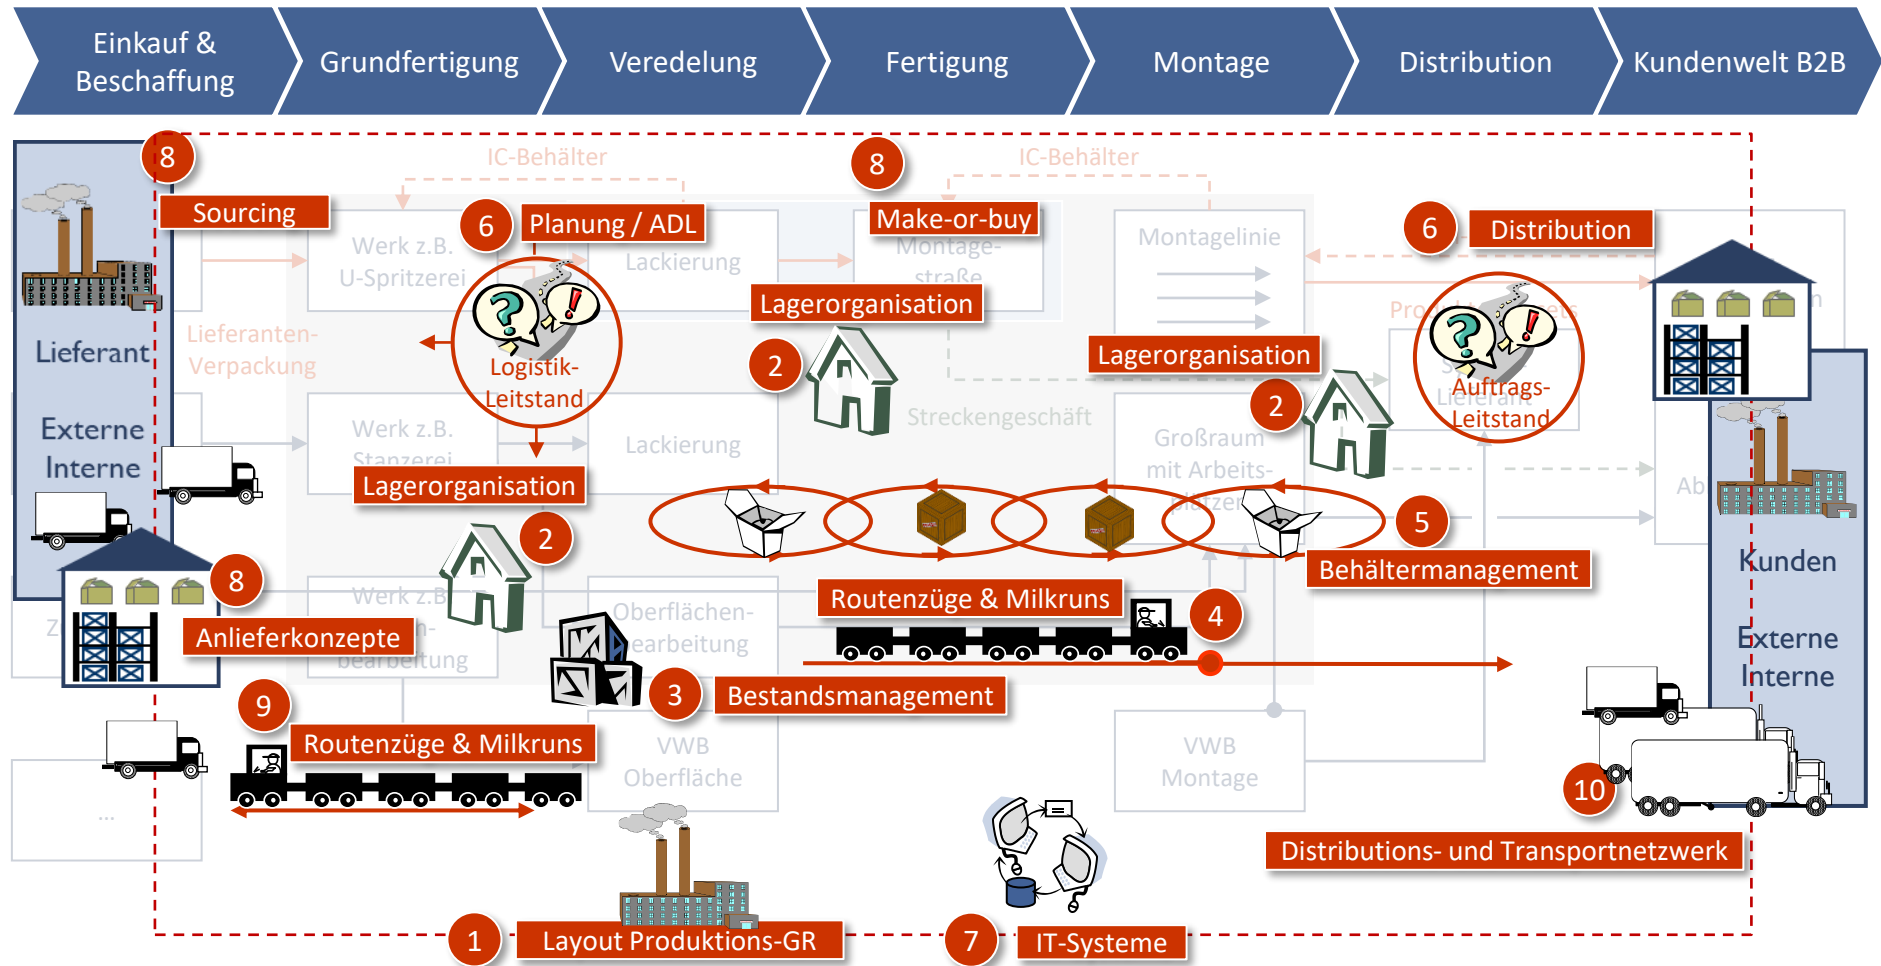 Einkauf &
Beschaffung
Grundfertigung
Veredelung
Fertigung
Montage
Distribution
Kundenwelt B2B
8
IC-Behälter
8
IC-Behälter
Sourcing
6
Planung / ADL
Make-or-buy
6
Distribution
Werk z.B.
U-Spritzerei
Lackierung
Montage-
straße
Montagelinie
Lieferanten-
Verpackung
Lagerorganisation
Lieferant
Logistik-
Leitstand
2
Lagerorganisation
2
Auftrags-
Leitstand
Lieferant
Externe
Interne
Werk z.B.
Stanzerei
Lackierung
Streckengeschäft
Großraum
mit Arbeits-
plätzen
Ab
Lagerorganisation
2
5
Behältermanagement
Kunden
8
Werk z.B.
bearbeitung
Anlieferkonzepte
Oberflächen-
bearbeitung
Routenzüge & Milkruns
4
Externe
Interne
3
Bestandsmanagement
9
Routenzüge & Milkruns
VWB
Oberfläche
VWB
Montage
...
10
Distributions- und Transportnetzwerk
1
Layout Produktions-GR
7
IT-Systeme